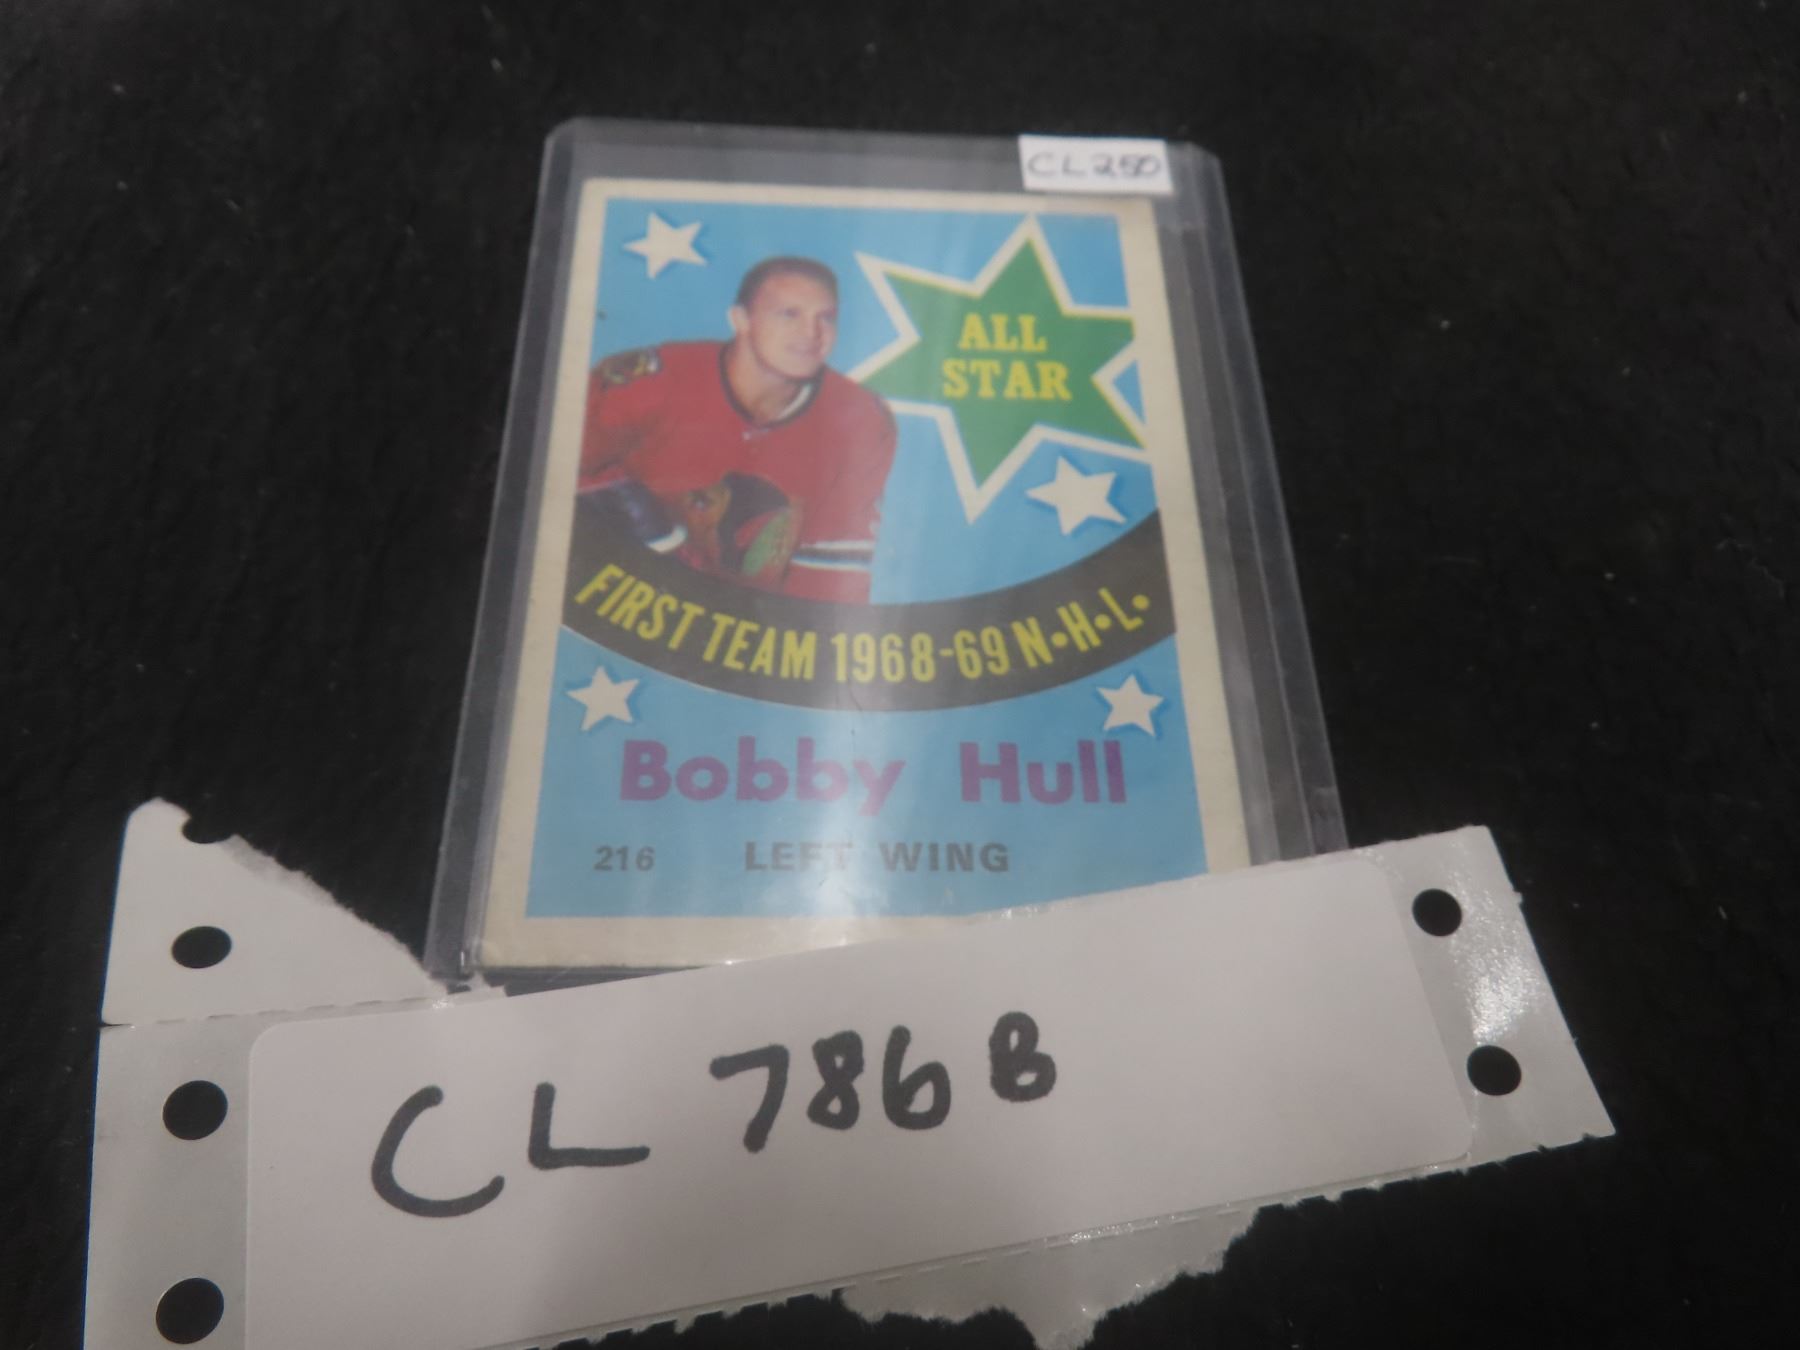 CL250
ALL
STAR
FIRST TEAM 1968-69 N•H•L•
Bobby Hull
216 LEFT WING
CL 786B